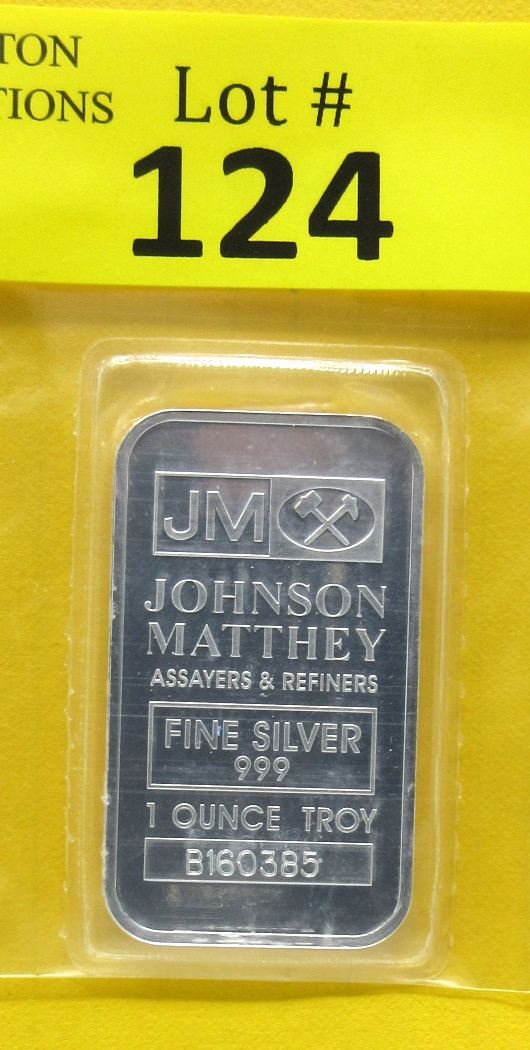 TON
TIONS
Lot #
124
JM
JOHNSON
MATTHEY
ASSAYERS & REFINERS
FINE SILVER
999
1 OUNCE TROY
B160385